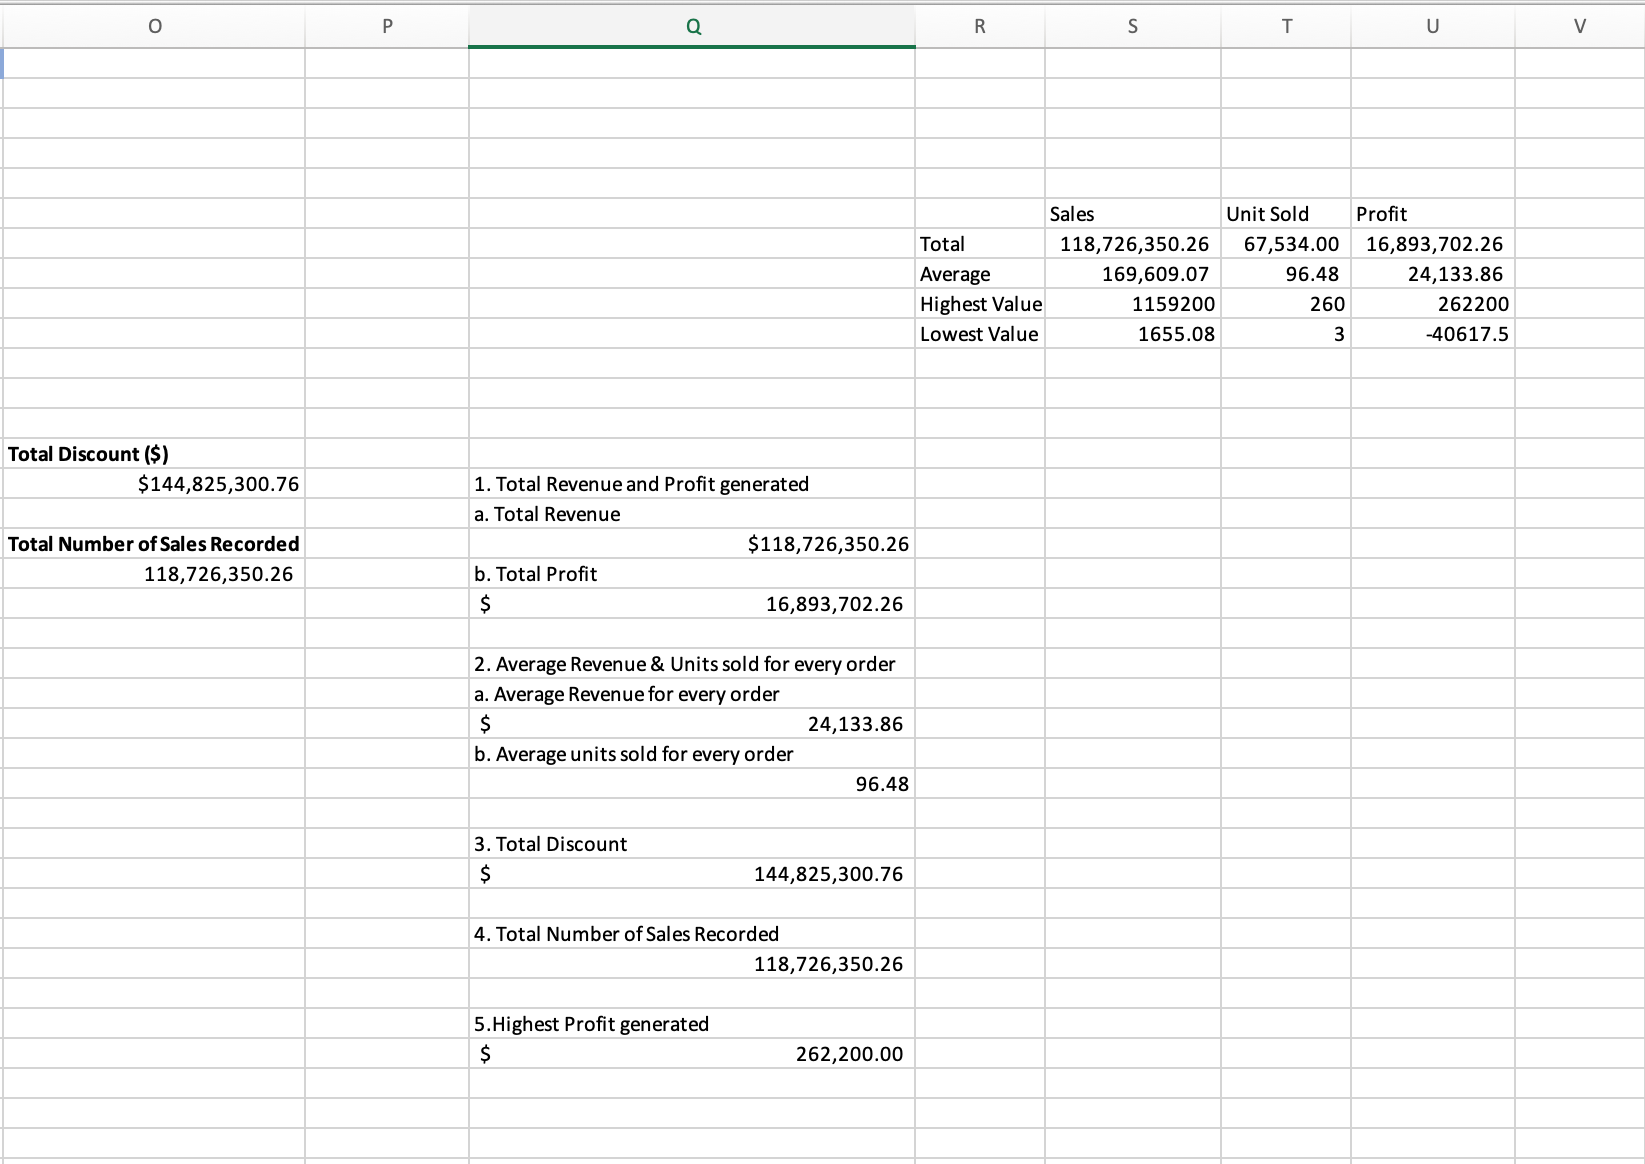 O P Q R S T U V
Sales Unit Sold Profit
Total 118,726,350.26 67,534.00 16,893,702.26
Average 169,609.07 96.48 24,133.86
Highest Value 1159200 260 262200
Lowest Value 1655.08 3 -40617.5
Total Discount ($)
$144,825,300.76 1. Total Revenue and Profit generated
a. Total Revenue
Total Number of Sales Recorded $118,726,350.26
118,726,350.26 b. Total Profit
$ 16,893,702.26
2. Average Revenue & Units sold for every order
a. Average Revenue for every order
$ 24,133.86
b. Average units sold for every order
96.48
3. Total Discount
$ 144,825,300.76
4. Total Number of Sales Recorded
118,726,350.26
5.Highest Profit generated
$ 262,200.00